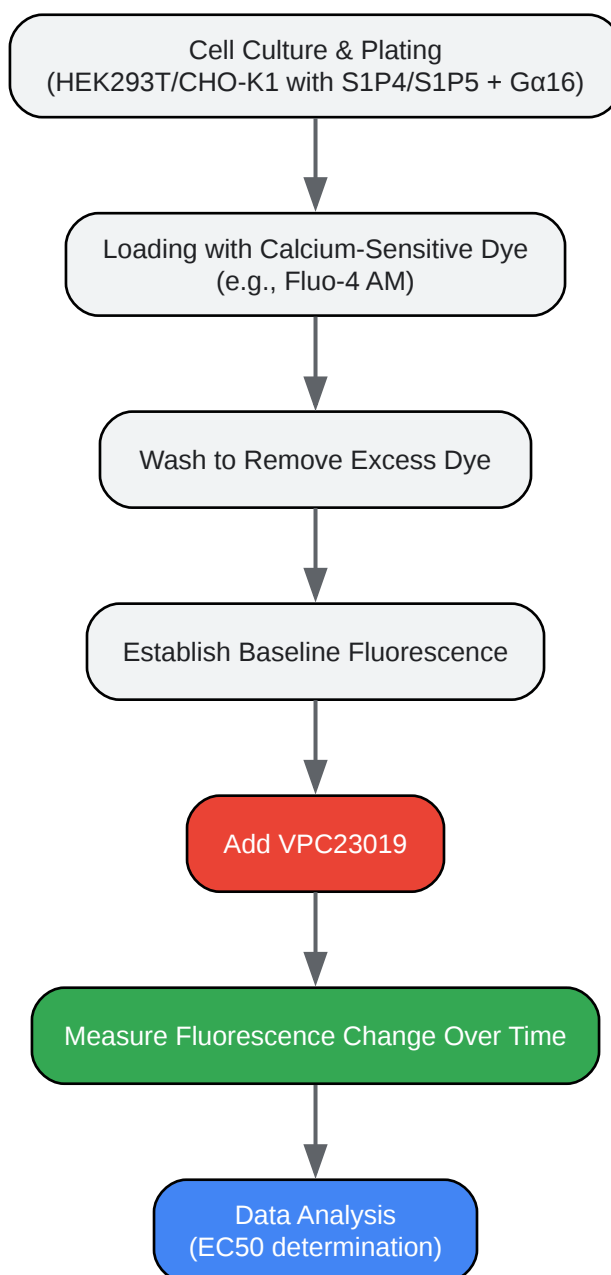 Cell Culture & Plating
(HEK293T/CHO-K1 with S1P4/S1P5 + Gα16)
Loading with Calcium-Sensitive Dye
(e.g., Fluo-4 AM)
Wash to Remove Excess Dye
Establish Baseline Fluorescence
Add VPC23019
Measure Fluorescence Change Over Time
Data Analysis
(EC50 determination)